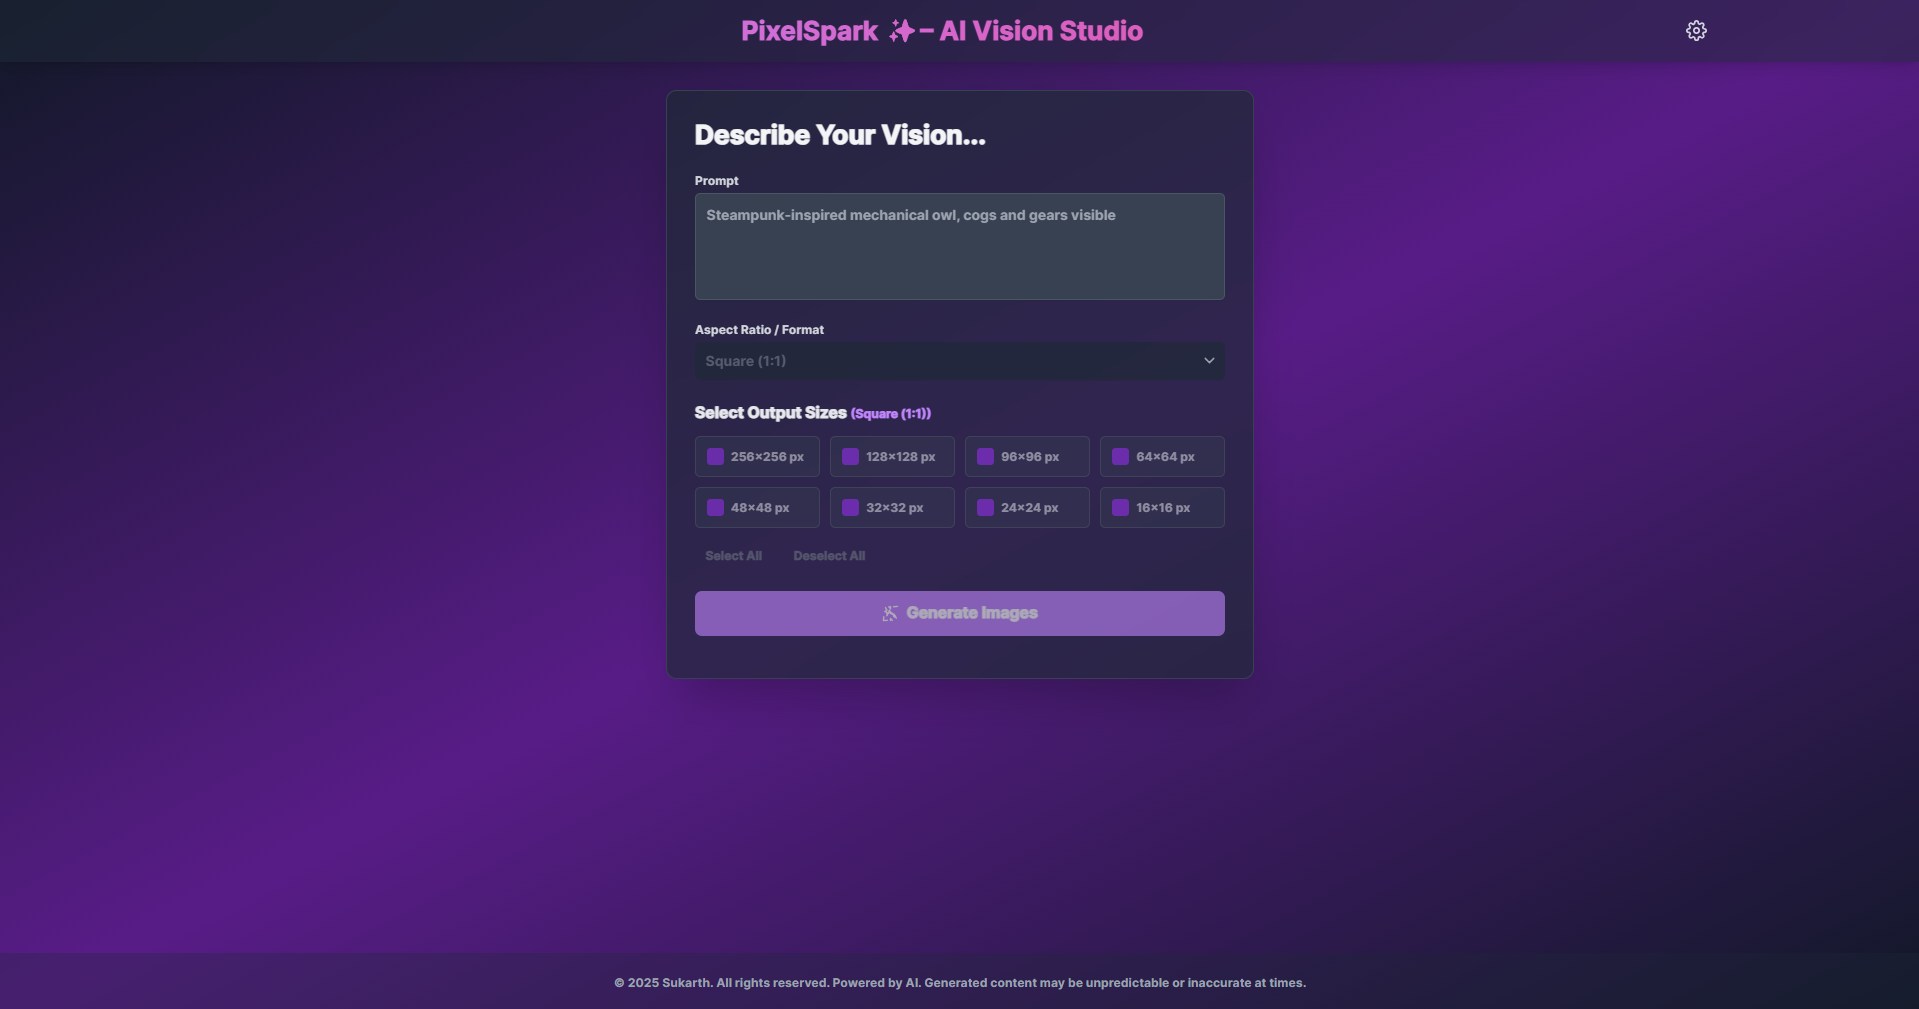 PixelSpark ✨ – AI Vision Studio
Describe Your Vision...
Prompt
Steampunk-inspired mechanical owl, cogs and gears visible
Aspect Ratio / Format
Square (1:1)
Select Output Sizes (Square (1:1))
256×256 px 128×128 px 96×96 px 64×64 px
48×48 px 32×32 px 24×24 px 16×16 px
Select All Deselect All
Generate Images
© 2025 Sukarth. All rights reserved. Powered by AI. Generated content may be unpredictable or inaccurate at times.